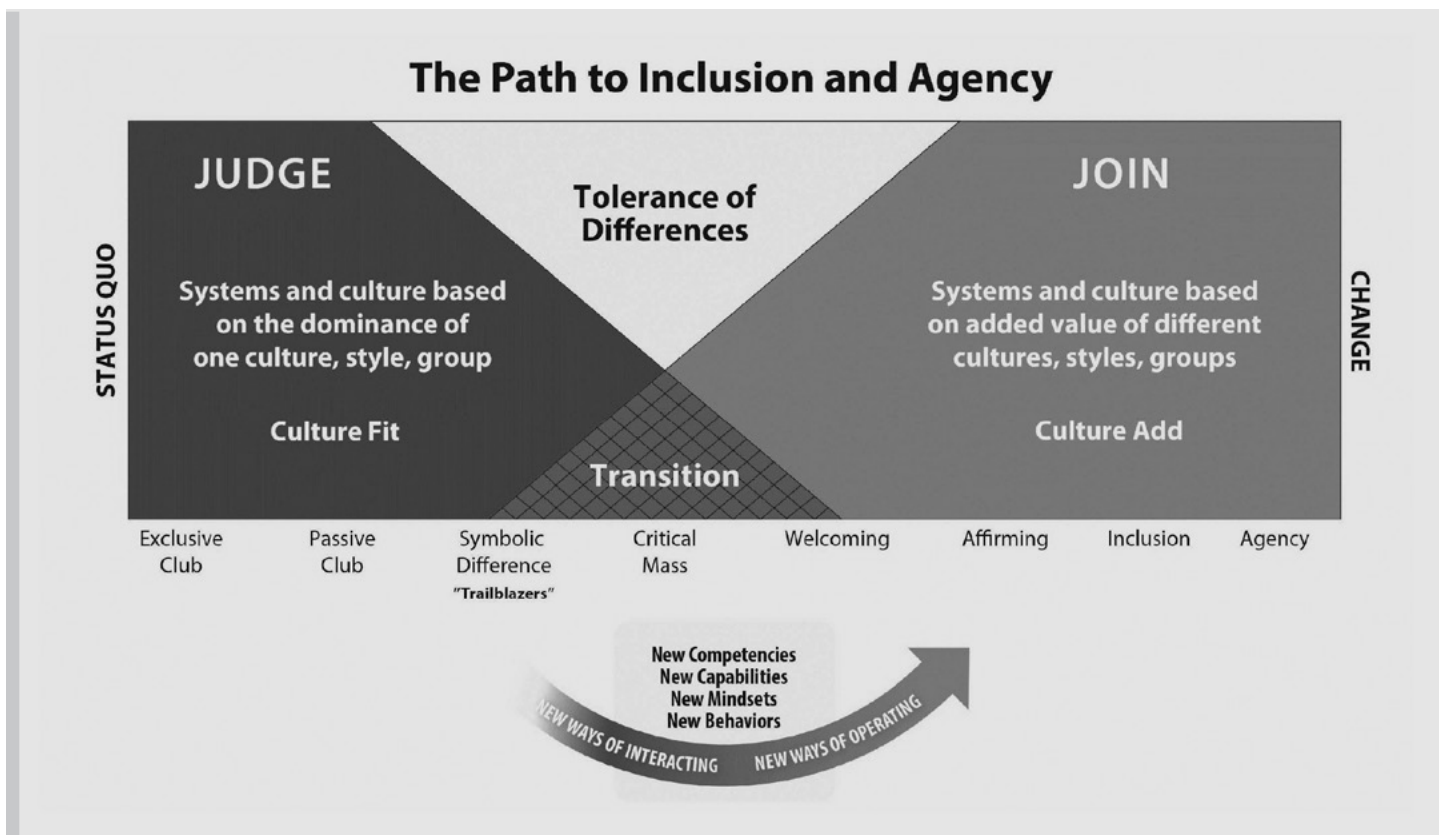 The Path to Inclusion and Agency
JUDGE
JOIN
Tolerance of
Differences
STATUS QUO
Systems and culture based
on the dominance of
one culture, style, group
Culture Fit
Systems and culture based
on added value of different
cultures, styles, groups
Culture Add
CHANGE
Transition
Exclusive
Club
Passive
Club
Symbolic
Difference
"Trailblazers"
Critical
Mass
Welcoming
Affirming
Inclusion
Agency
New Competencies
New Capabilities
New Mindsets
New Behaviors
NEW WAYS OF INTERACTING
NEW WAYS OF OPERATING